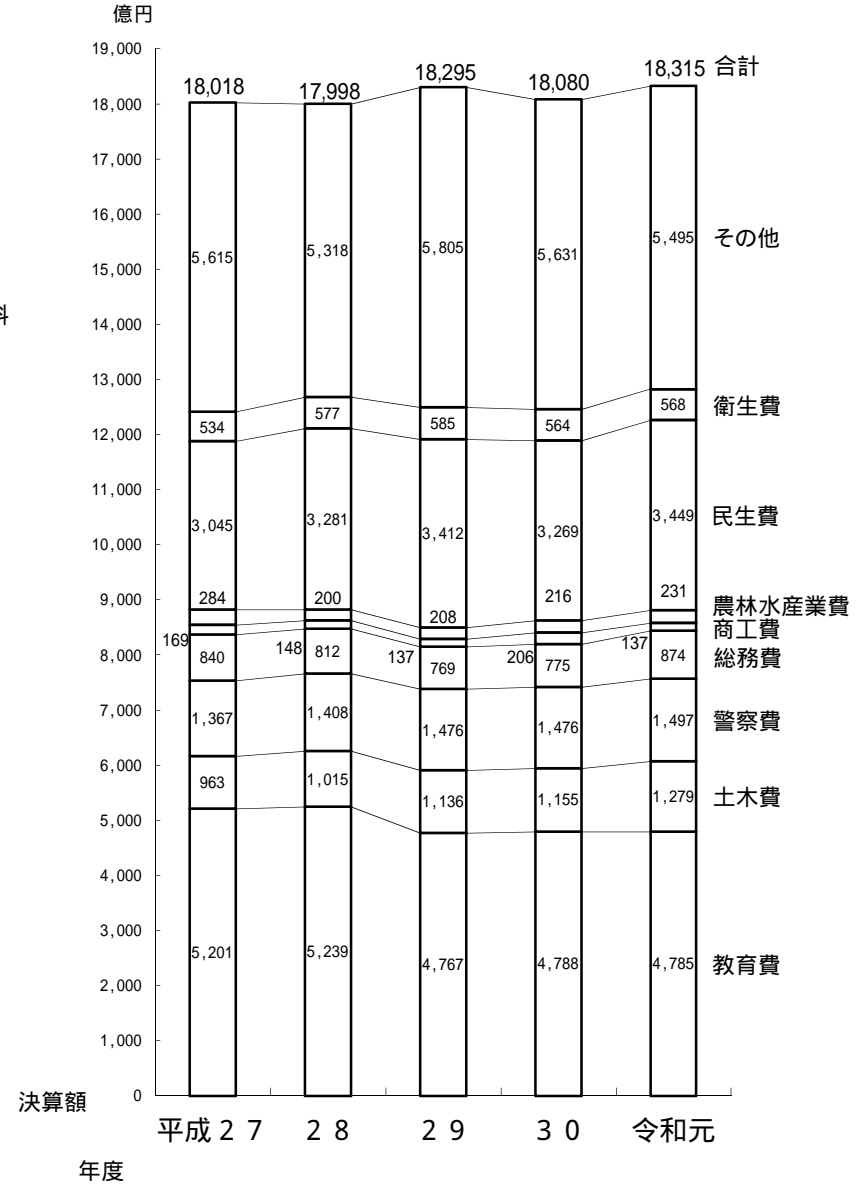 億円
19,000
18,018 17,998 18,295 18,080 18,315 合計
18,000
17,000
16,000
5,615 5,318 5,805 5,631 5,495 その他
15,000
14,000
料
13,000
534 577 585 564 568 衛生費
12,000
11,000
3,045 3,281 3,412 3,269 3,449 民生費
10,000
9,000
284 200 208 216 231 農林水産業費
169 148 137 206 137 商工費
8,000
840 812 769 775 874 総務費
7,000
1,367 1,408 1,476 1,476 1,497 警察費
6,000
963 1,015 1,136 1,155 1,279 土木費
5,000
4,000
3,000
5,201 5,239 4,767 4,788 4,785 教育費
2,000
1,000
0
決算額
平成２７ ２８ ２９ ３０ 令和元
年度